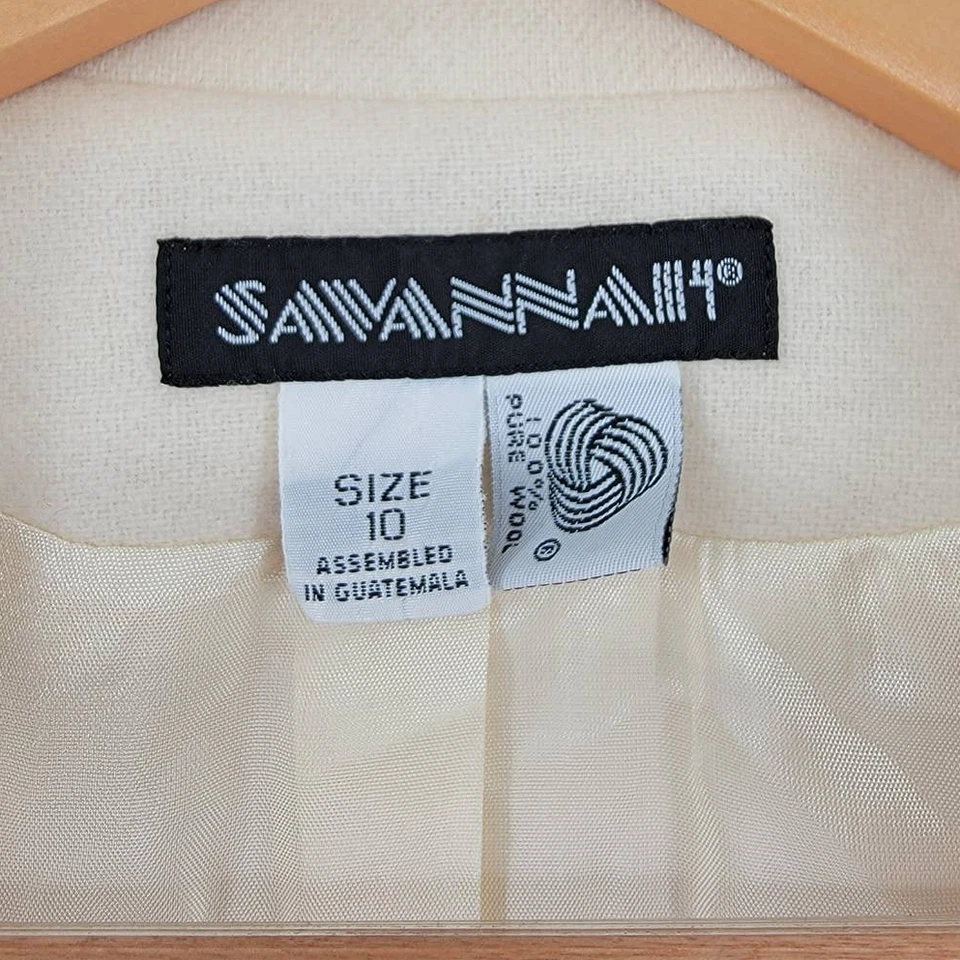 SAVANNAH®
SIZE
10
ASSEMBLED
IN GUATEMALA
100%
PURE WOOL
®